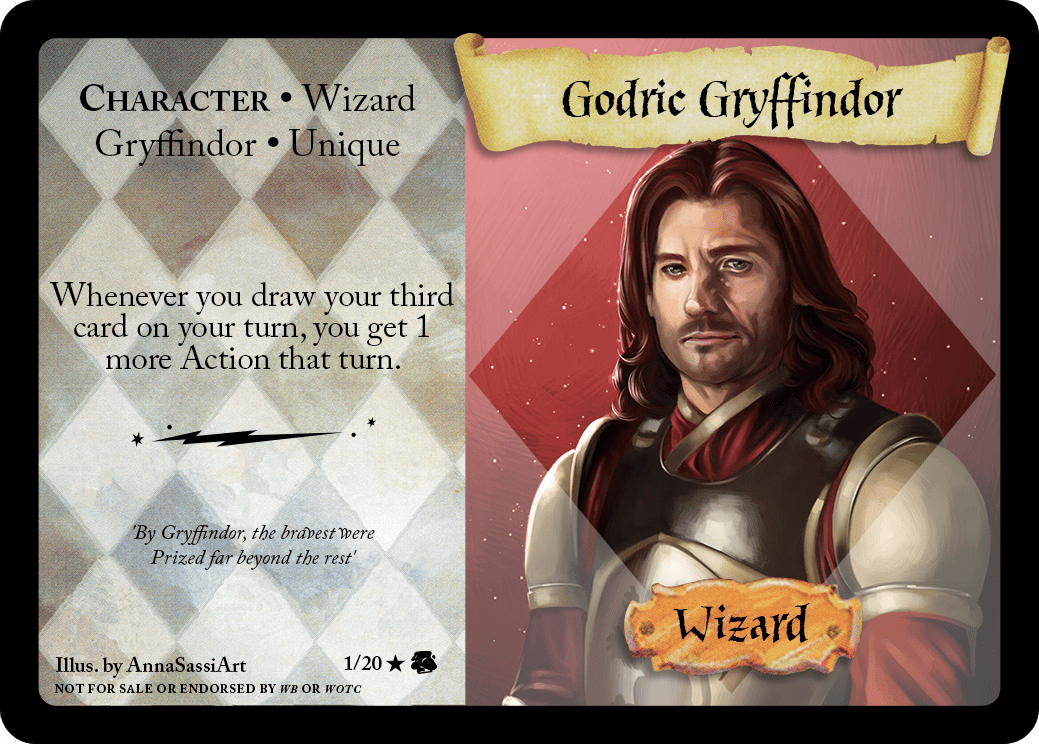 CHARACTER • Wizard
Gryffindor • Unique
Godric Gryffindor
Whenever you draw your third
card on your turn, you get 1
more Action that turn.
'By Gryffindor, the bravest were
Prized far beyond the rest'
Wizard
Illus. by AnnaSassiArt
1/20 ★
NOT FOR SALE OR ENDORSED BY WB OR WOTC